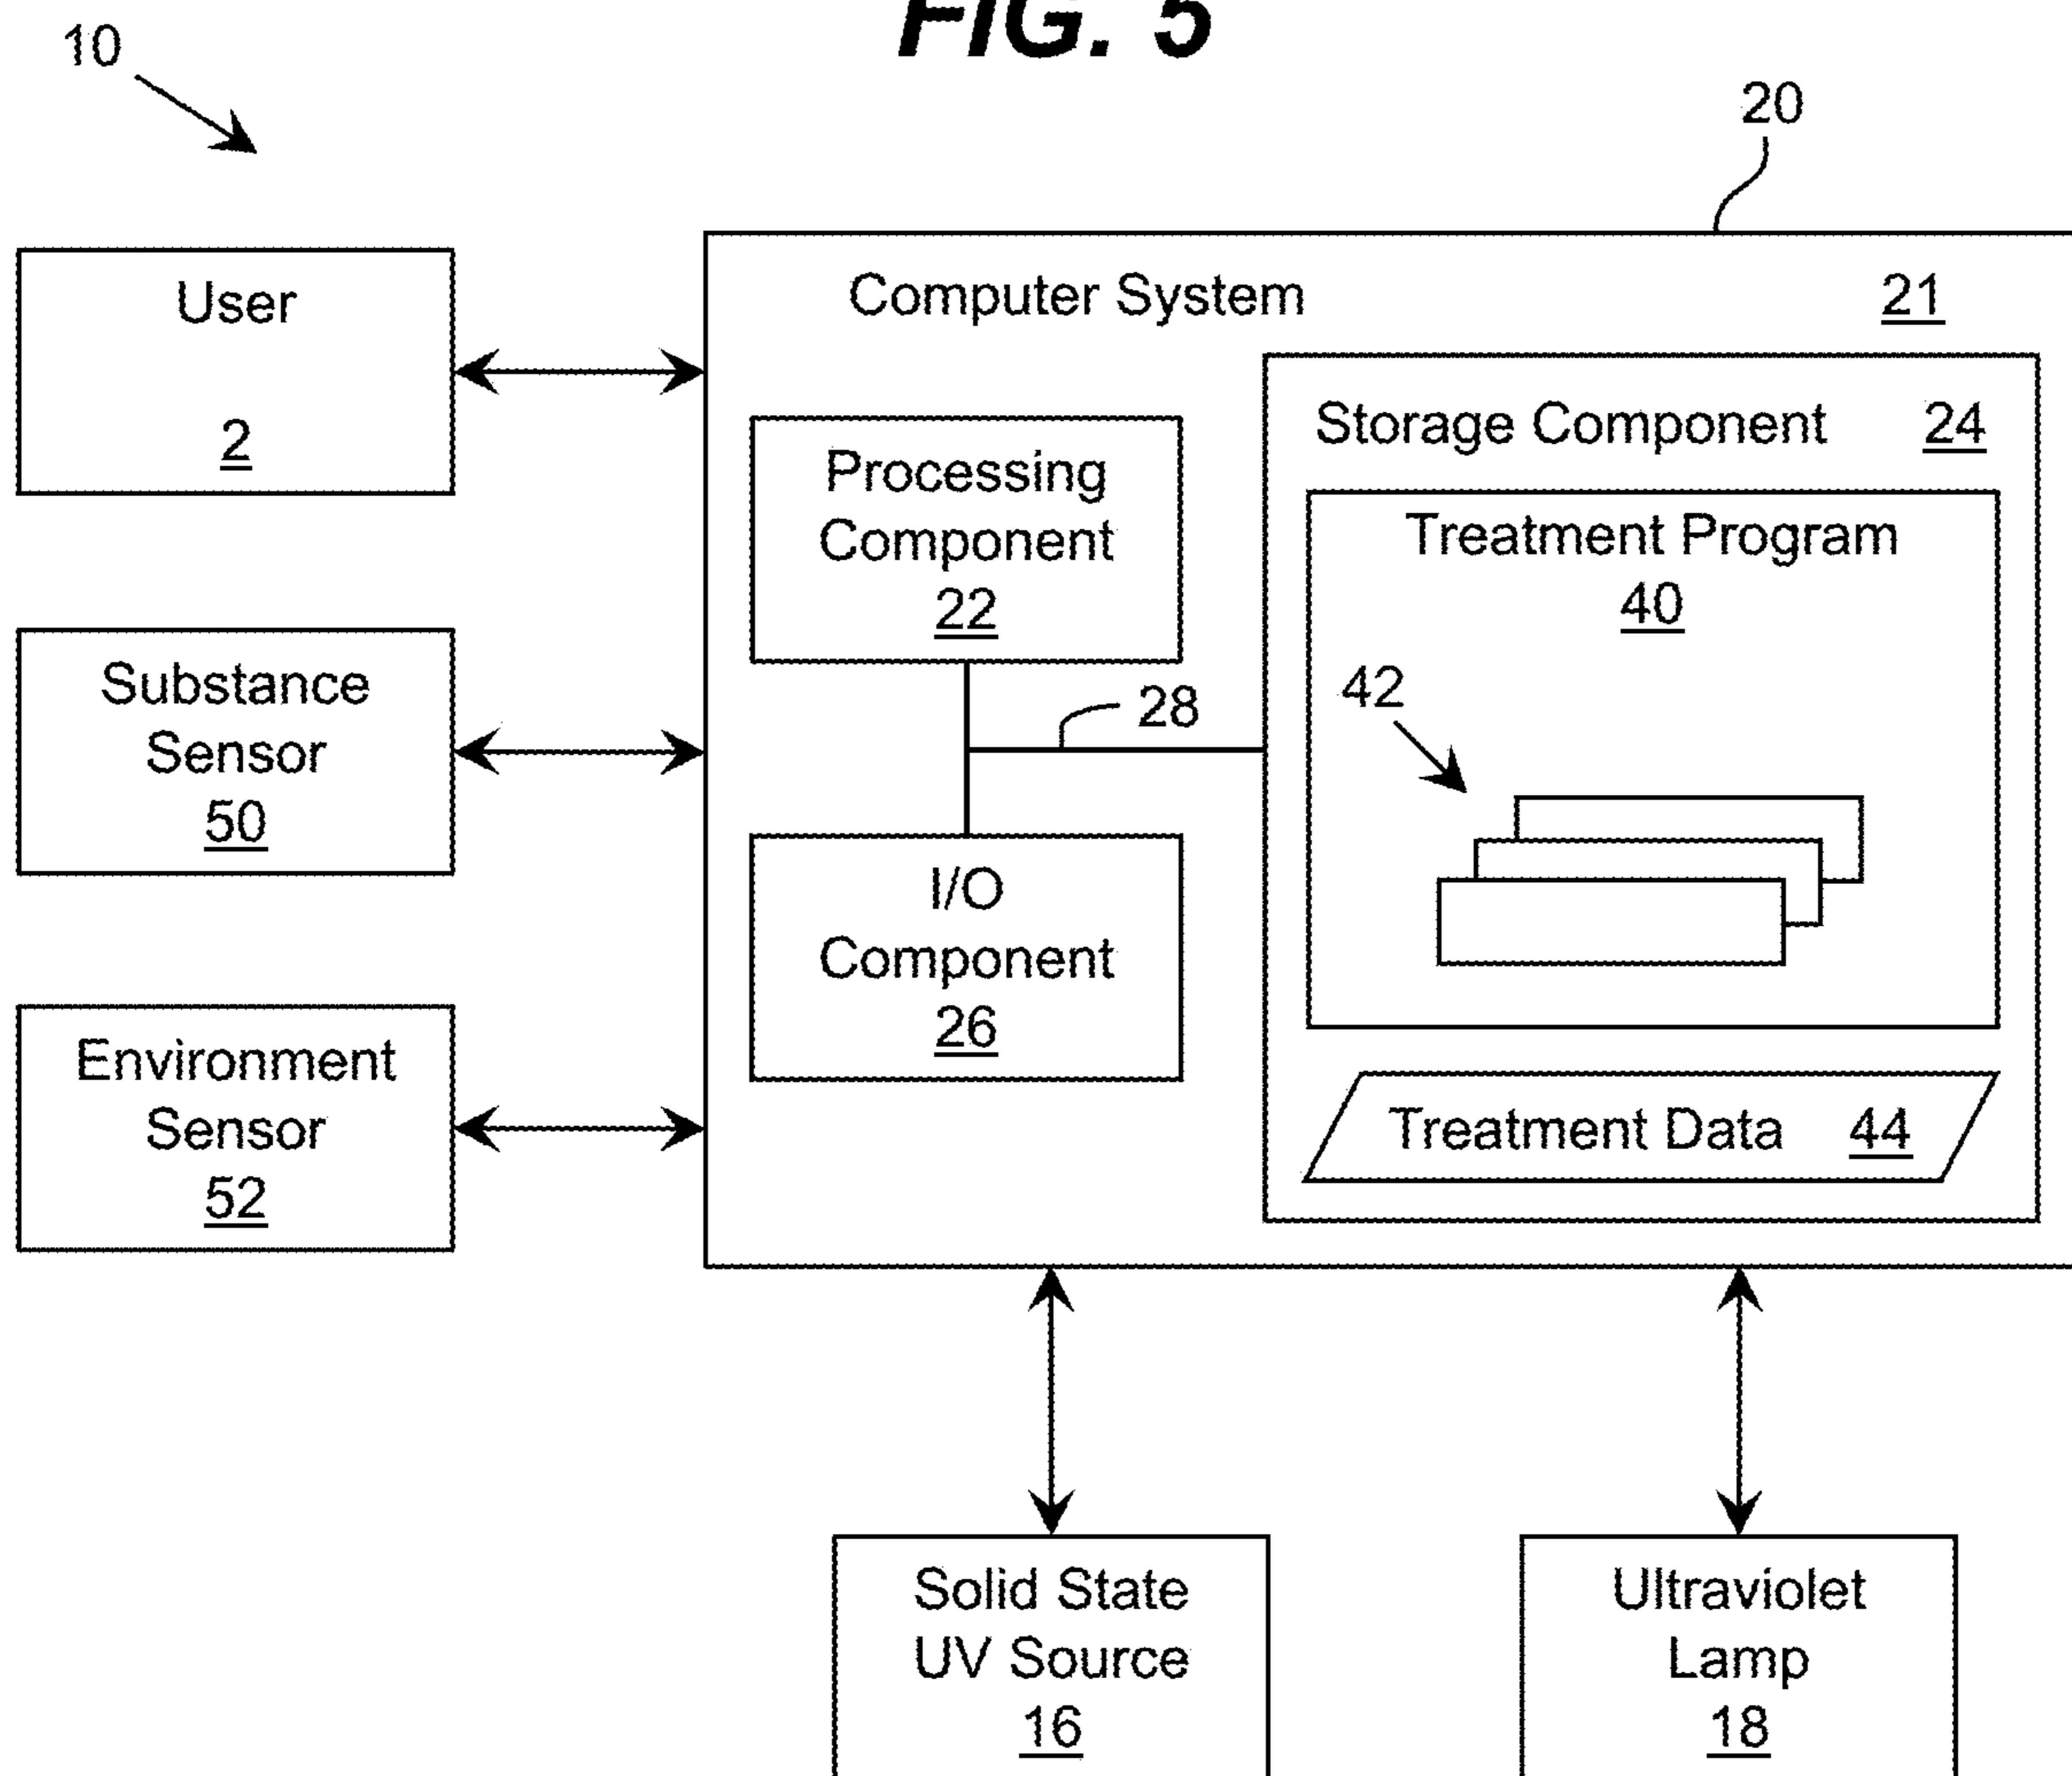 FIG. 5
10
20
User
2
Computer System 21
Processing
Component
22
Storage Component 24
Treatment Program
40
42
28
Substance
Sensor
50
I/O
Component
26
Environment
Sensor
52
Treatment Data 44
Solid State
UV Source
16
Ultraviolet
Lamp
18